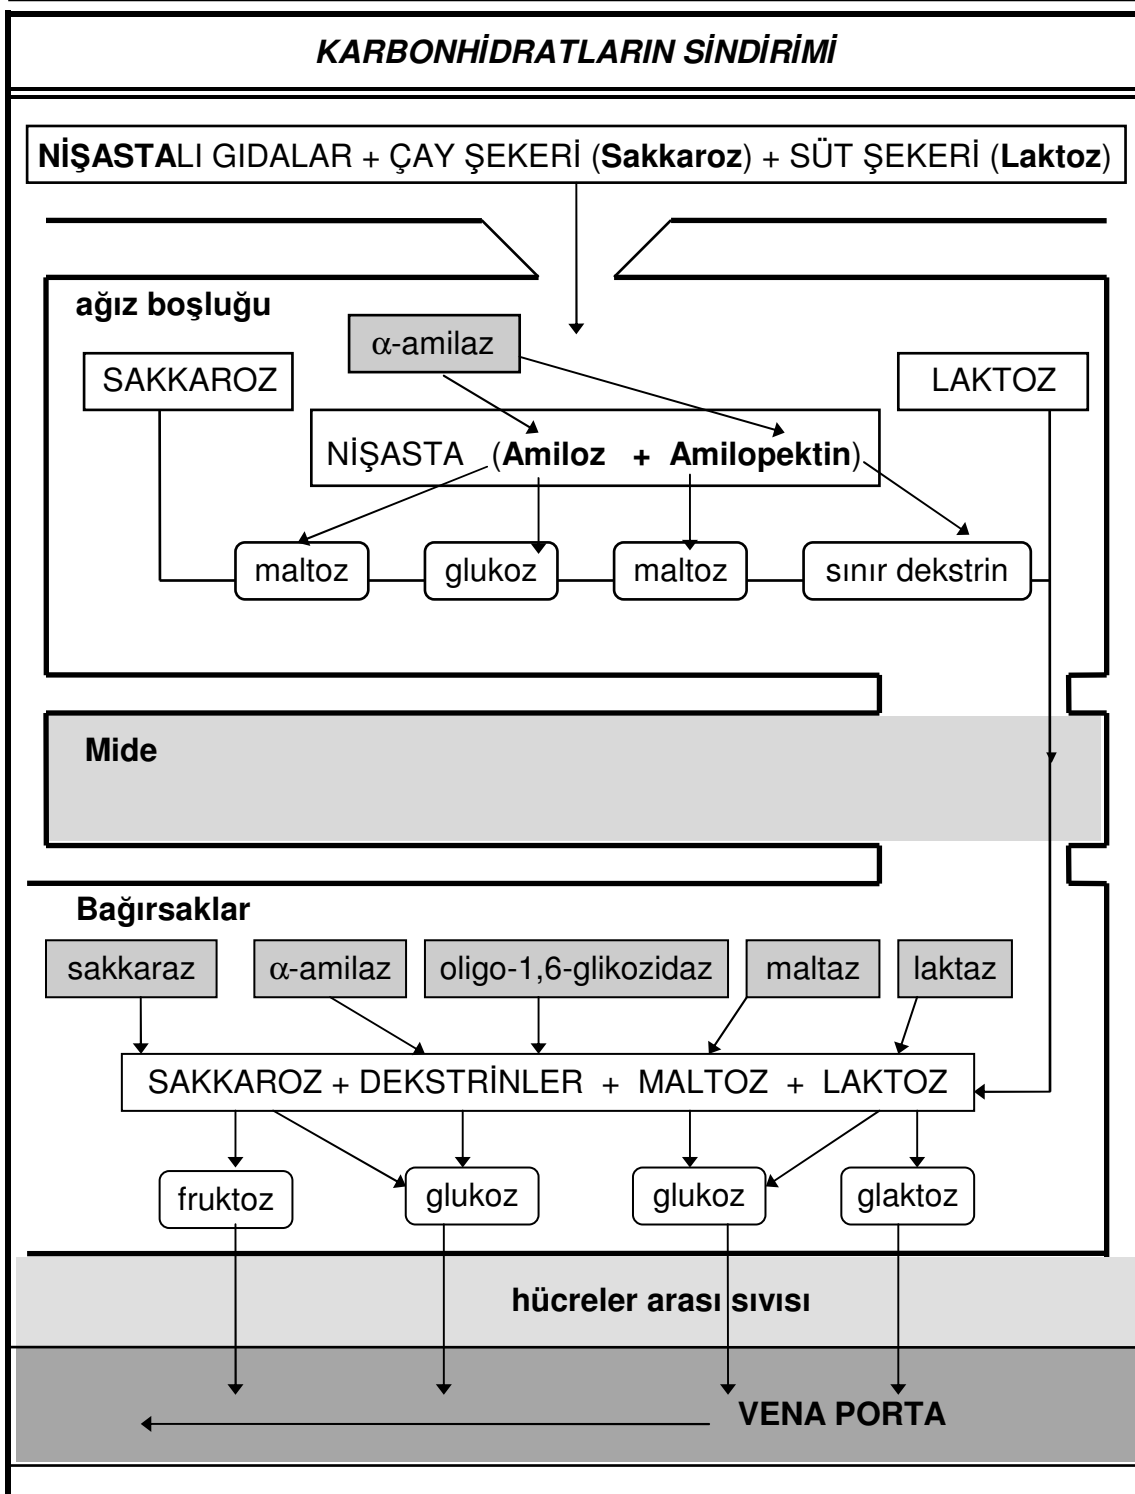 KARBONHİDRATLARIN SİNDİRİMİ
NİŞASTALI GIDALAR + ÇAY ŞEKERİ (Sakkaroz) + SÜT ŞEKERİ (Laktoz)
ağız boşluğu
α-amilaz
SAKKAROZ
LAKTOZ
NİŞASTA (Amiloz + Amilopektin)
maltoz glukoz maltoz sınır dekstrin
Mide
Bağırsaklar
sakkaraz α-amilaz oligo-1,6-glikozidaz maltaz laktaz
SAKKAROZ + DEKSTRİNLER + MALTOZ + LAKTOZ
fruktoz glukoz glukoz glaktoz
hücreler arası sıvısı
VENA PORTA